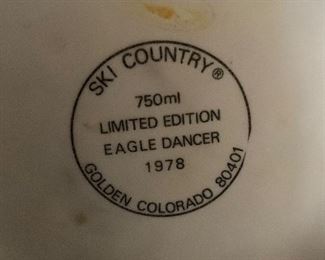 SKI COUNTRY®
750ml
LIMITED EDITION
EAGLE DANCER
1978
GOLDEN COLORADO 80401